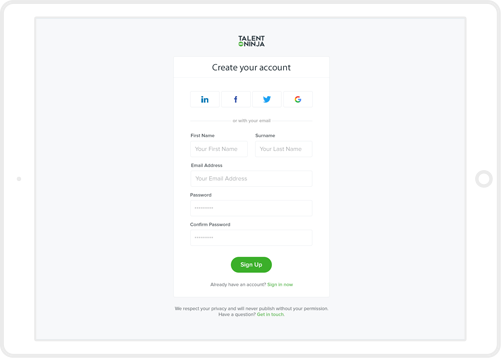 TALENT
NINJA
Create your account
or with your email
First Name
Surname
Your First Name
Your Last Name
Email Address
Your Email Address
Password
Confirm Password
Sign Up
Already have an account? Sign in now
We respect your privacy and will never publish without your permission.
Have a question? Get in touch.